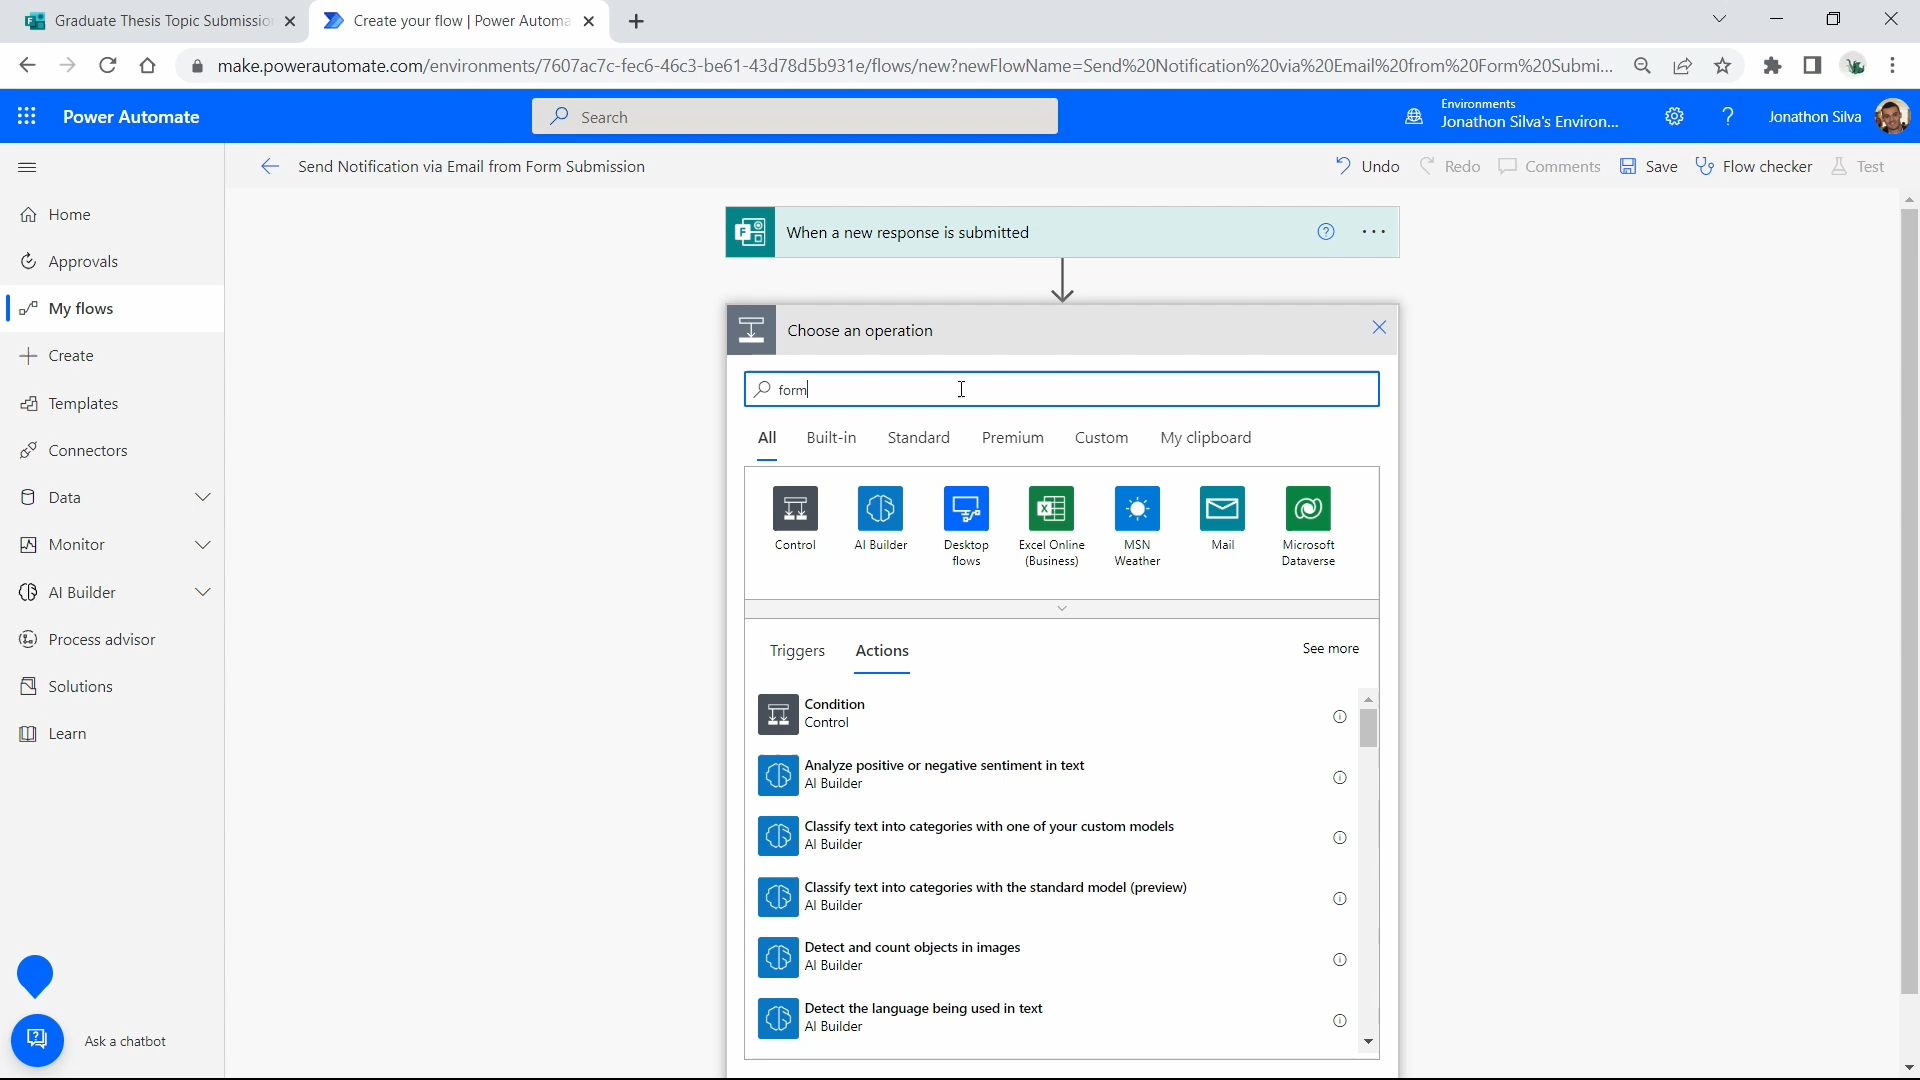 Graduate Thesis Topic Submission
Create your flow | Power Automa
make.powerautomate.com/environments/7607ac7c-fec6-46c3-be61-43d78d5b931e/flows/new?newFlowName=Send%20Notification%20via%20Email%20from%20Form%20Submi...
Power Automate
Search
Environments
Jonathon Silva's Environ...
?
Jonathon Silva
Send Notification via Email from Form Submission
Undo
Redo
Comments
Save
Flow checker
Test
Home
Approvals
My flows
Create
Templates
Connectors
Data
Monitor
AI Builder
Process advisor
Solutions
Learn
Ask a chatbot
When a new response is submitted
Choose an operation
form
All
Built-in
Standard
Premium
Custom
My clipboard
Control
AI Builder
Desktop flows
Excel Online (Business)
MSN Weather
Mail
Microsoft Dataverse
Triggers
Actions
See more
Condition
Control
Analyze positive or negative sentiment in text
AI Builder
Classify text into categories with one of your custom models
AI Builder
Classify text into categories with the standard model (preview)
AI Builder
Detect and count objects in images
AI Builder
Detect the language being used in text
AI Builder